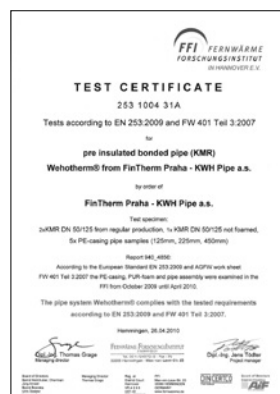 FFI FERNWÄRME
FORSCHUNGSINSTITUT
IN HANNOVER E.V.
TEST CERTIFICATE
253 1004 31A
Tests according to EN 253:2009 and FW 401 Teil 3:2007
for
pre insulated bonded pipe (KMR)
Wehotherm® from FinTherm Praha - KWH Pipe a.s.
by order of
FinTherm Praha - KWH Pipe a.s.
Test specimen:
2xKMR DN 50/125 from regular production, 1x KMR DN 50/125 not foamed,
5x PE-casing pipe samples (125mm, 225mm, 450mm)
According to the European Standard EN 253:2009 and AGFW work sheet
FW 401 Teil 3:2007 the PE-casing, PUR-foam and pipe assembly were examined in the
FFI from October 2009 until April 2010.
The pipe system Wehotherm® complies with the tested requirements
according to EN 253:2009 and FW 401 Teil 3:2007.
Hemmingen, 26.04.2010
Dipl.-Ing. Thomas Grage
Managing director
Dipl.-Ing. Jens Tödter
Project manager
DIN CERTCO
AiF